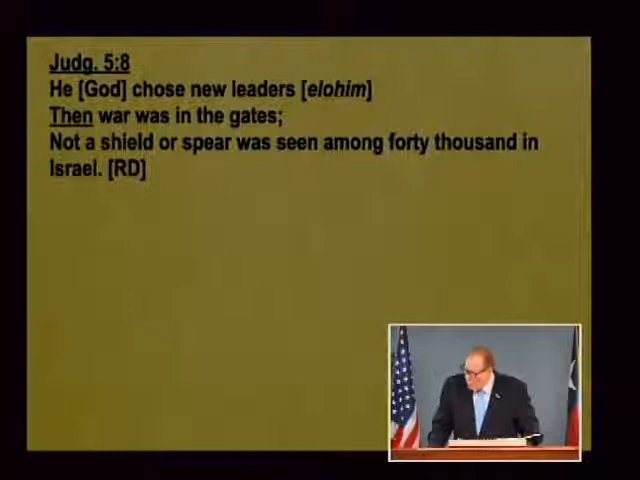 Judg. 5:8
He [God] chose new leaders [elohim]
Then war was in the gates;
Not a shield or spear was seen among forty thousand in
Israel. [RD]